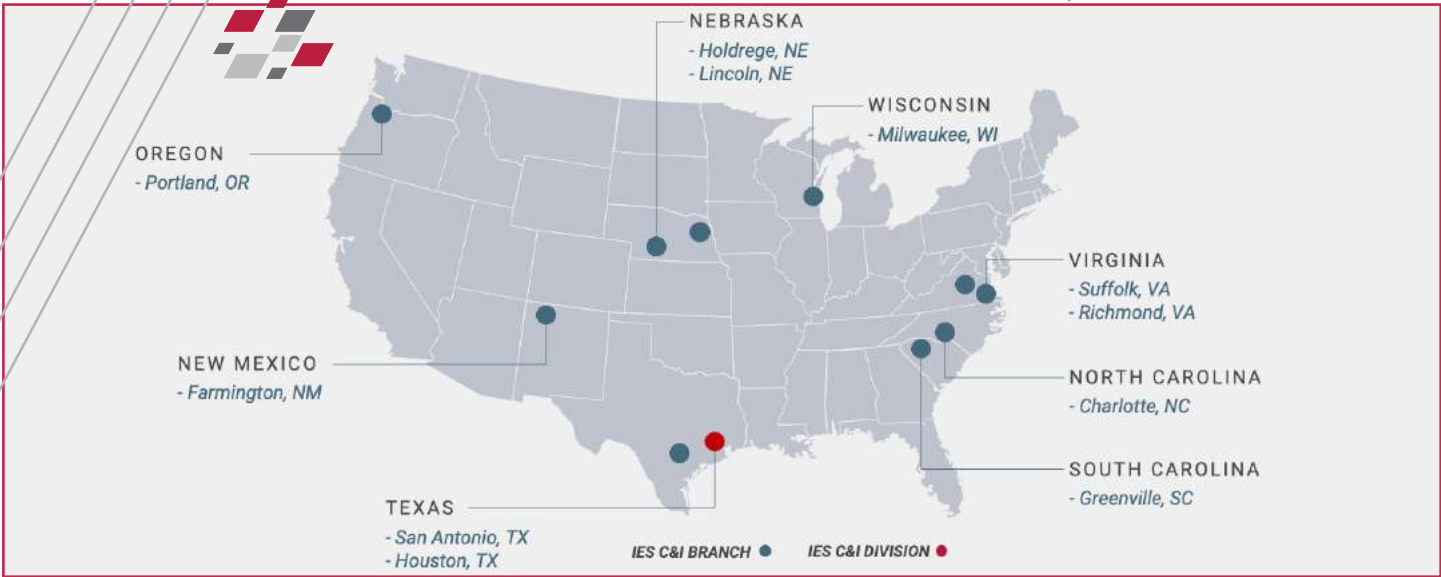 NEBRASKA
- Holdrege, NE
- Lincoln, NE
WISCONSIN
- Milwaukee, WI
OREGON
- Portland, OR
VIRGINIA
- Suffolk, VA
- Richmond, VA
NEW MEXICO
- Farmington, NM
NORTH CAROLINA
- Charlotte, NC
SOUTH CAROLINA
- Greenville, SC
TEXAS
- San Antonio, TX
- Houston, TX
IES C&I BRANCH
IES C&I DIVISION